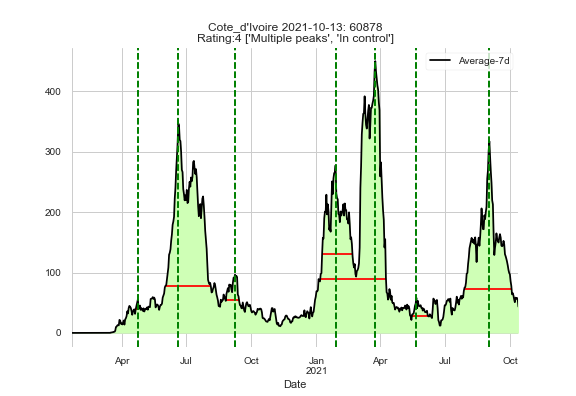 Cote_d'Ivoire 2021-10-13: 60878
Rating:4 ['Multiple peaks', 'In control']
Average-7d
400
300
200
100
0
Apr
Jul
Oct
Jan
2021
Apr
Jul
Oct
Date